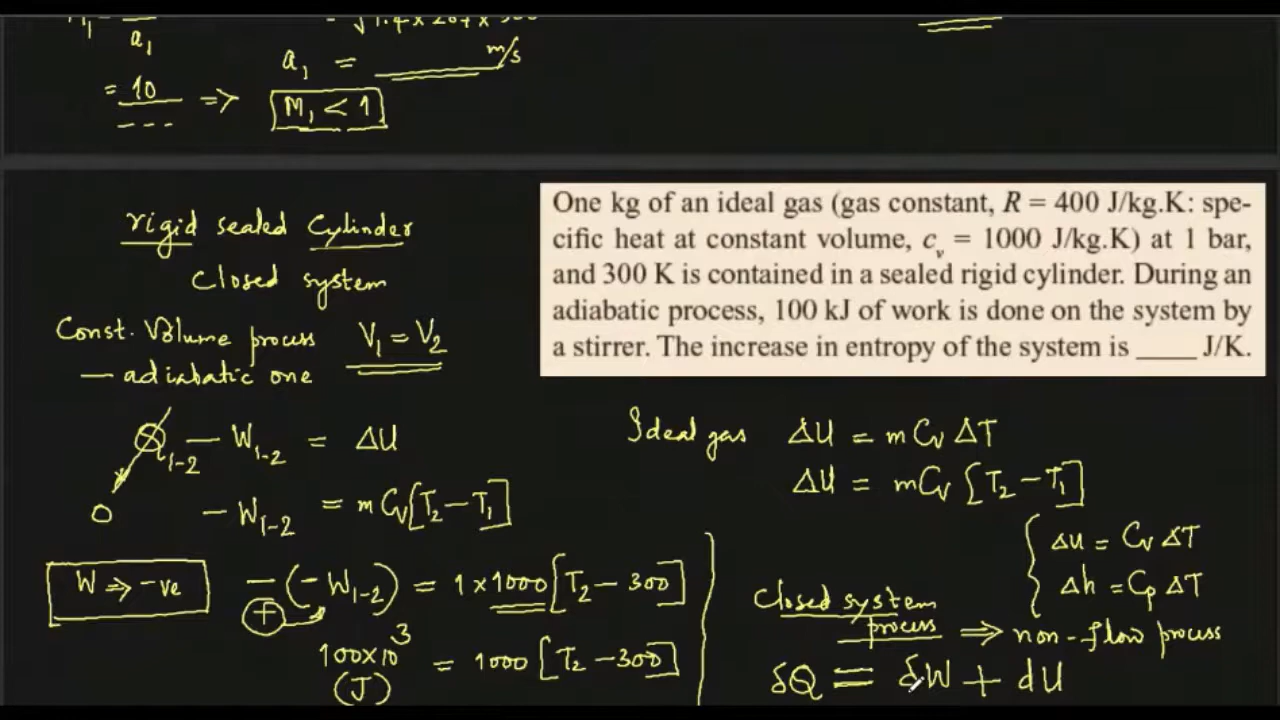 a₁
a₁ = ______ m/s
= 10
---
=> M₁ < 1
rigid sealed Cylinder
Closed system
Const. Volume process V₁ = V₂
— adiabatic one
Q₁₋₂ — W₁₋₂ = ΔU
0
— W₁₋₂ = m Cv[T₂ — T₁]
W => -ve
— (- W₁₋₂) = 1 x 1000 [T₂ — 300]
+
100x10³ = 1000 [T₂ — 300]
(J)
One kg of an ideal gas (gas constant, R = 400 J/kg.K: spe-
cific heat at constant volume, cᵥ = 1000 J/kg.K) at 1 bar,
and 300 K is contained in a sealed rigid cylinder. During an
adiabatic process, 100 kJ of work is done on the system by
a stirrer. The increase in entropy of the system is ____ J/K.
Ideal gas ΔU = m Cv ΔT
ΔU = m Cv [T₂ — T₁]
Δu = Cv ΔT
Δh = Cp ΔT
Closed system
process => non-flow process
δQ = δW + dU